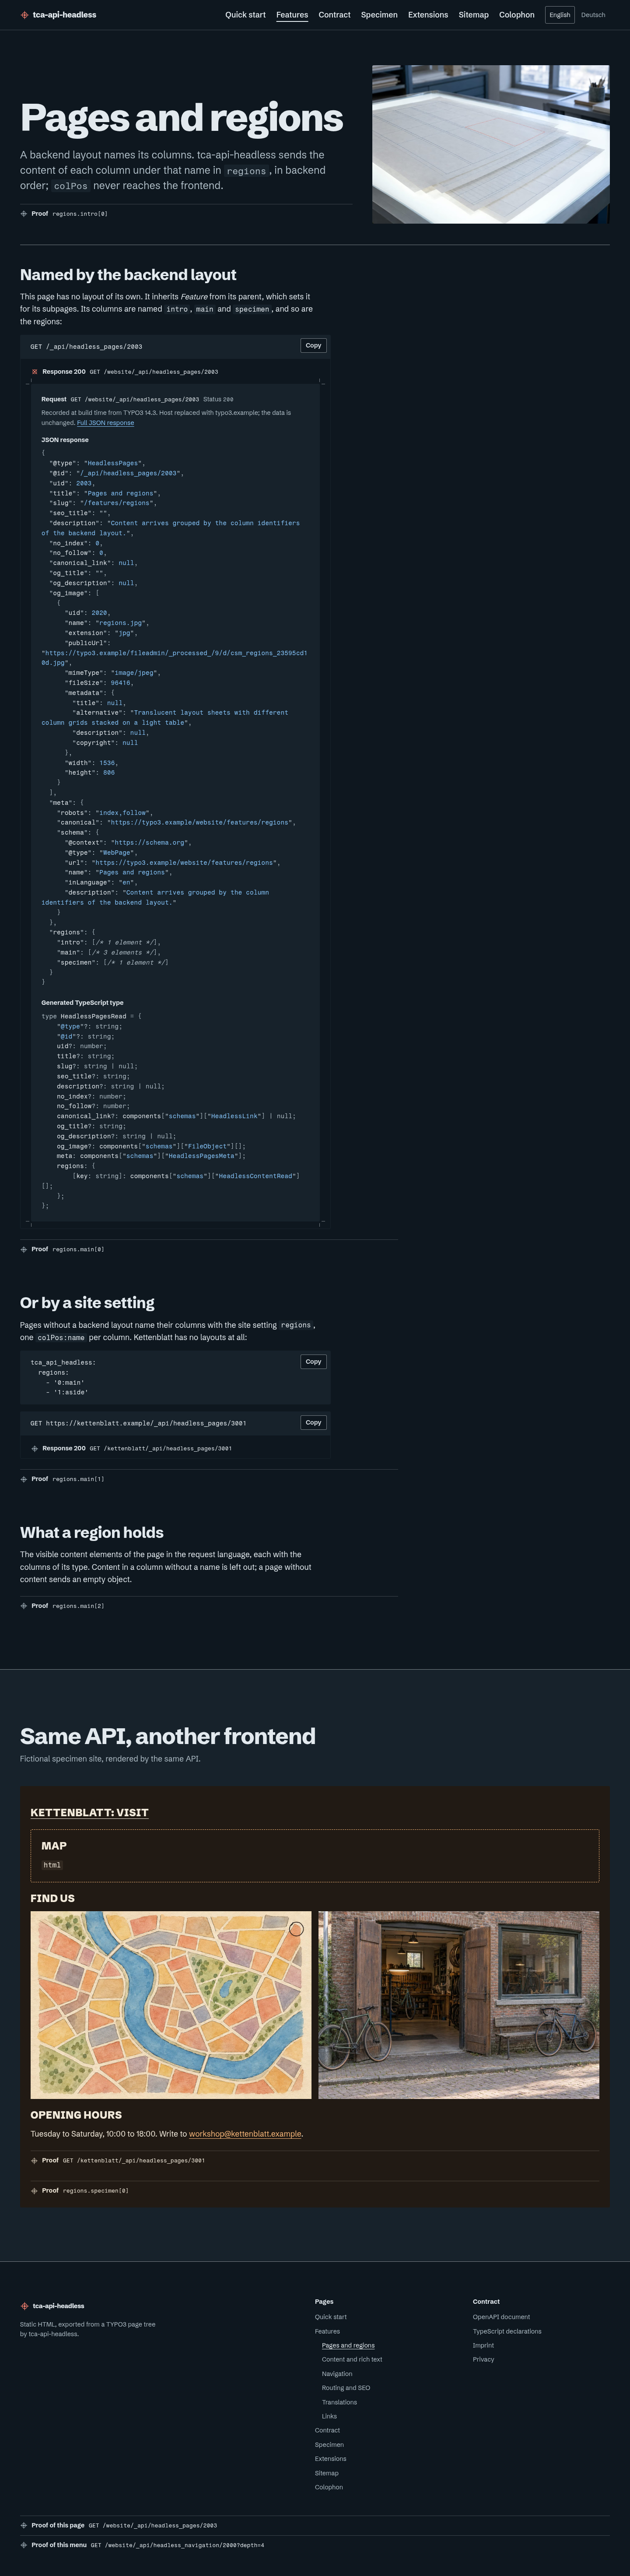 tca-api-headless
Quick start Features Contract Specimen Extensions Sitemap Colophon English Deutsch
Pages and regions
A backend layout names its columns. tca-api-headless sends the
content of each column under that name in regions, in backend
order; colPos never reaches the frontend.
Proof regions.intro[0]
Named by the backend layout
This page has no layout of its own. It inherits Feature from its parent, which sets it
for its subpages. Its columns are named intro, main and specimen, and so are
the regions:
GET /_api/headless_pages/2003
Copy
Response 200 GET /website/_api/headless_pages/2003
Request GET /website/_api/headless_pages/2003 Status 200
Recorded at build time from TYPO3 14.3. Host replaced with typo3.example; the data is
unchanged. Full JSON response
JSON response
{
"@type": "HeadlessPages",
"@id": "/_api/headless_pages/2003",
"uid": 2003,
"title": "Pages and regions",
"slug": "/features/regions",
"seo_title": "",
"description": "Content arrives grouped by the column identifiers
of the backend layout.",
"no_index": 0,
"no_follow": 0,
"canonical_link": null,
"og_title": "",
"og_description": null,
"og_image": [
{
"uid": 2020,
"name": "regions.jpg",
"extension": "jpg",
"publicUrl":
"https://typo3.example/fileadmin/_processed_/9/d/csm_regions_23595cd1
0d.jpg",
"mimeType": "image/jpeg",
"fileSize": 96416,
"metadata": {
"title": null,
"alternative": "Translucent layout sheets with different
column grids stacked on a light table",
"description": null,
"copyright": null
},
"width": 1536,
"height": 806
}
],
"meta": {
"robots": "index,follow",
"canonical": "https://typo3.example/website/features/regions",
"schema": {
"@context": "https://schema.org",
"@type": "WebPage",
"url": "https://typo3.example/website/features/regions",
"name": "Pages and regions",
"inLanguage": "en",
"description": "Content arrives grouped by the column
identifiers of the backend layout."
}
},
"regions": {
"intro": [/* 1 element */],
"main": [/* 3 elements */],
"specimen": [/* 1 element */]
}
}
Generated TypeScript type
type HeadlessPagesRead = {
"@type"?: string;
"@id"?: string;
uid?: number;
title?: string;
slug?: string | null;
seo_title?: string;
description?: string | null;
no_index?: number;
no_follow?: number;
canonical_link?: components["schemas"]["HeadlessLink"] | null;
og_title?: string;
og_description?: string | null;
og_image?: components["schemas"]["FileObject"][];
meta: components["schemas"]["HeadlessPagesMeta"];
regions: {
[key: string]: components["schemas"]["HeadlessContentRead"]
[];
};
};
Proof regions.main[0]
Or by a site setting
Pages without a backend layout name their columns with the site setting regions,
one colPos:name per column. Kettenblatt has no layouts at all:
tca_api_headless:
Copy
regions:
- '0:main'
- '1:aside'
GET https://kettenblatt.example/_api/headless_pages/3001
Copy
Response 200 GET /kettenblatt/_api/headless_pages/3001
Proof regions.main[1]
What a region holds
The visible content elements of the page in the request language, each with the
columns of its type. Content in a column without a name is left out; a page without
content sends an empty object.
Proof regions.main[2]
Same API, another frontend
Fictional specimen site, rendered by the same API.
KETTENBLATT: VISIT
MAP
html
FIND US
OPENING HOURS
Tuesday to Saturday, 10:00 to 18:00. Write to workshop@kettenblatt.example.
Proof GET /kettenblatt/_api/headless_pages/3001
Proof regions.specimen[0]
tca-api-headless
Static HTML, exported from a TYPO3 page tree
by tca-api-headless.
Pages
Quick start
Features
Pages and regions
Content and rich text
Navigation
Routing and SEO
Translations
Links
Contract
Specimen
Extensions
Sitemap
Colophon
Contract
OpenAPI document
TypeScript declarations
Imprint
Privacy
Proof of this page GET /website/_api/headless_pages/2003
Proof of this menu GET /website/_api/headless_navigation/2000?depth=4